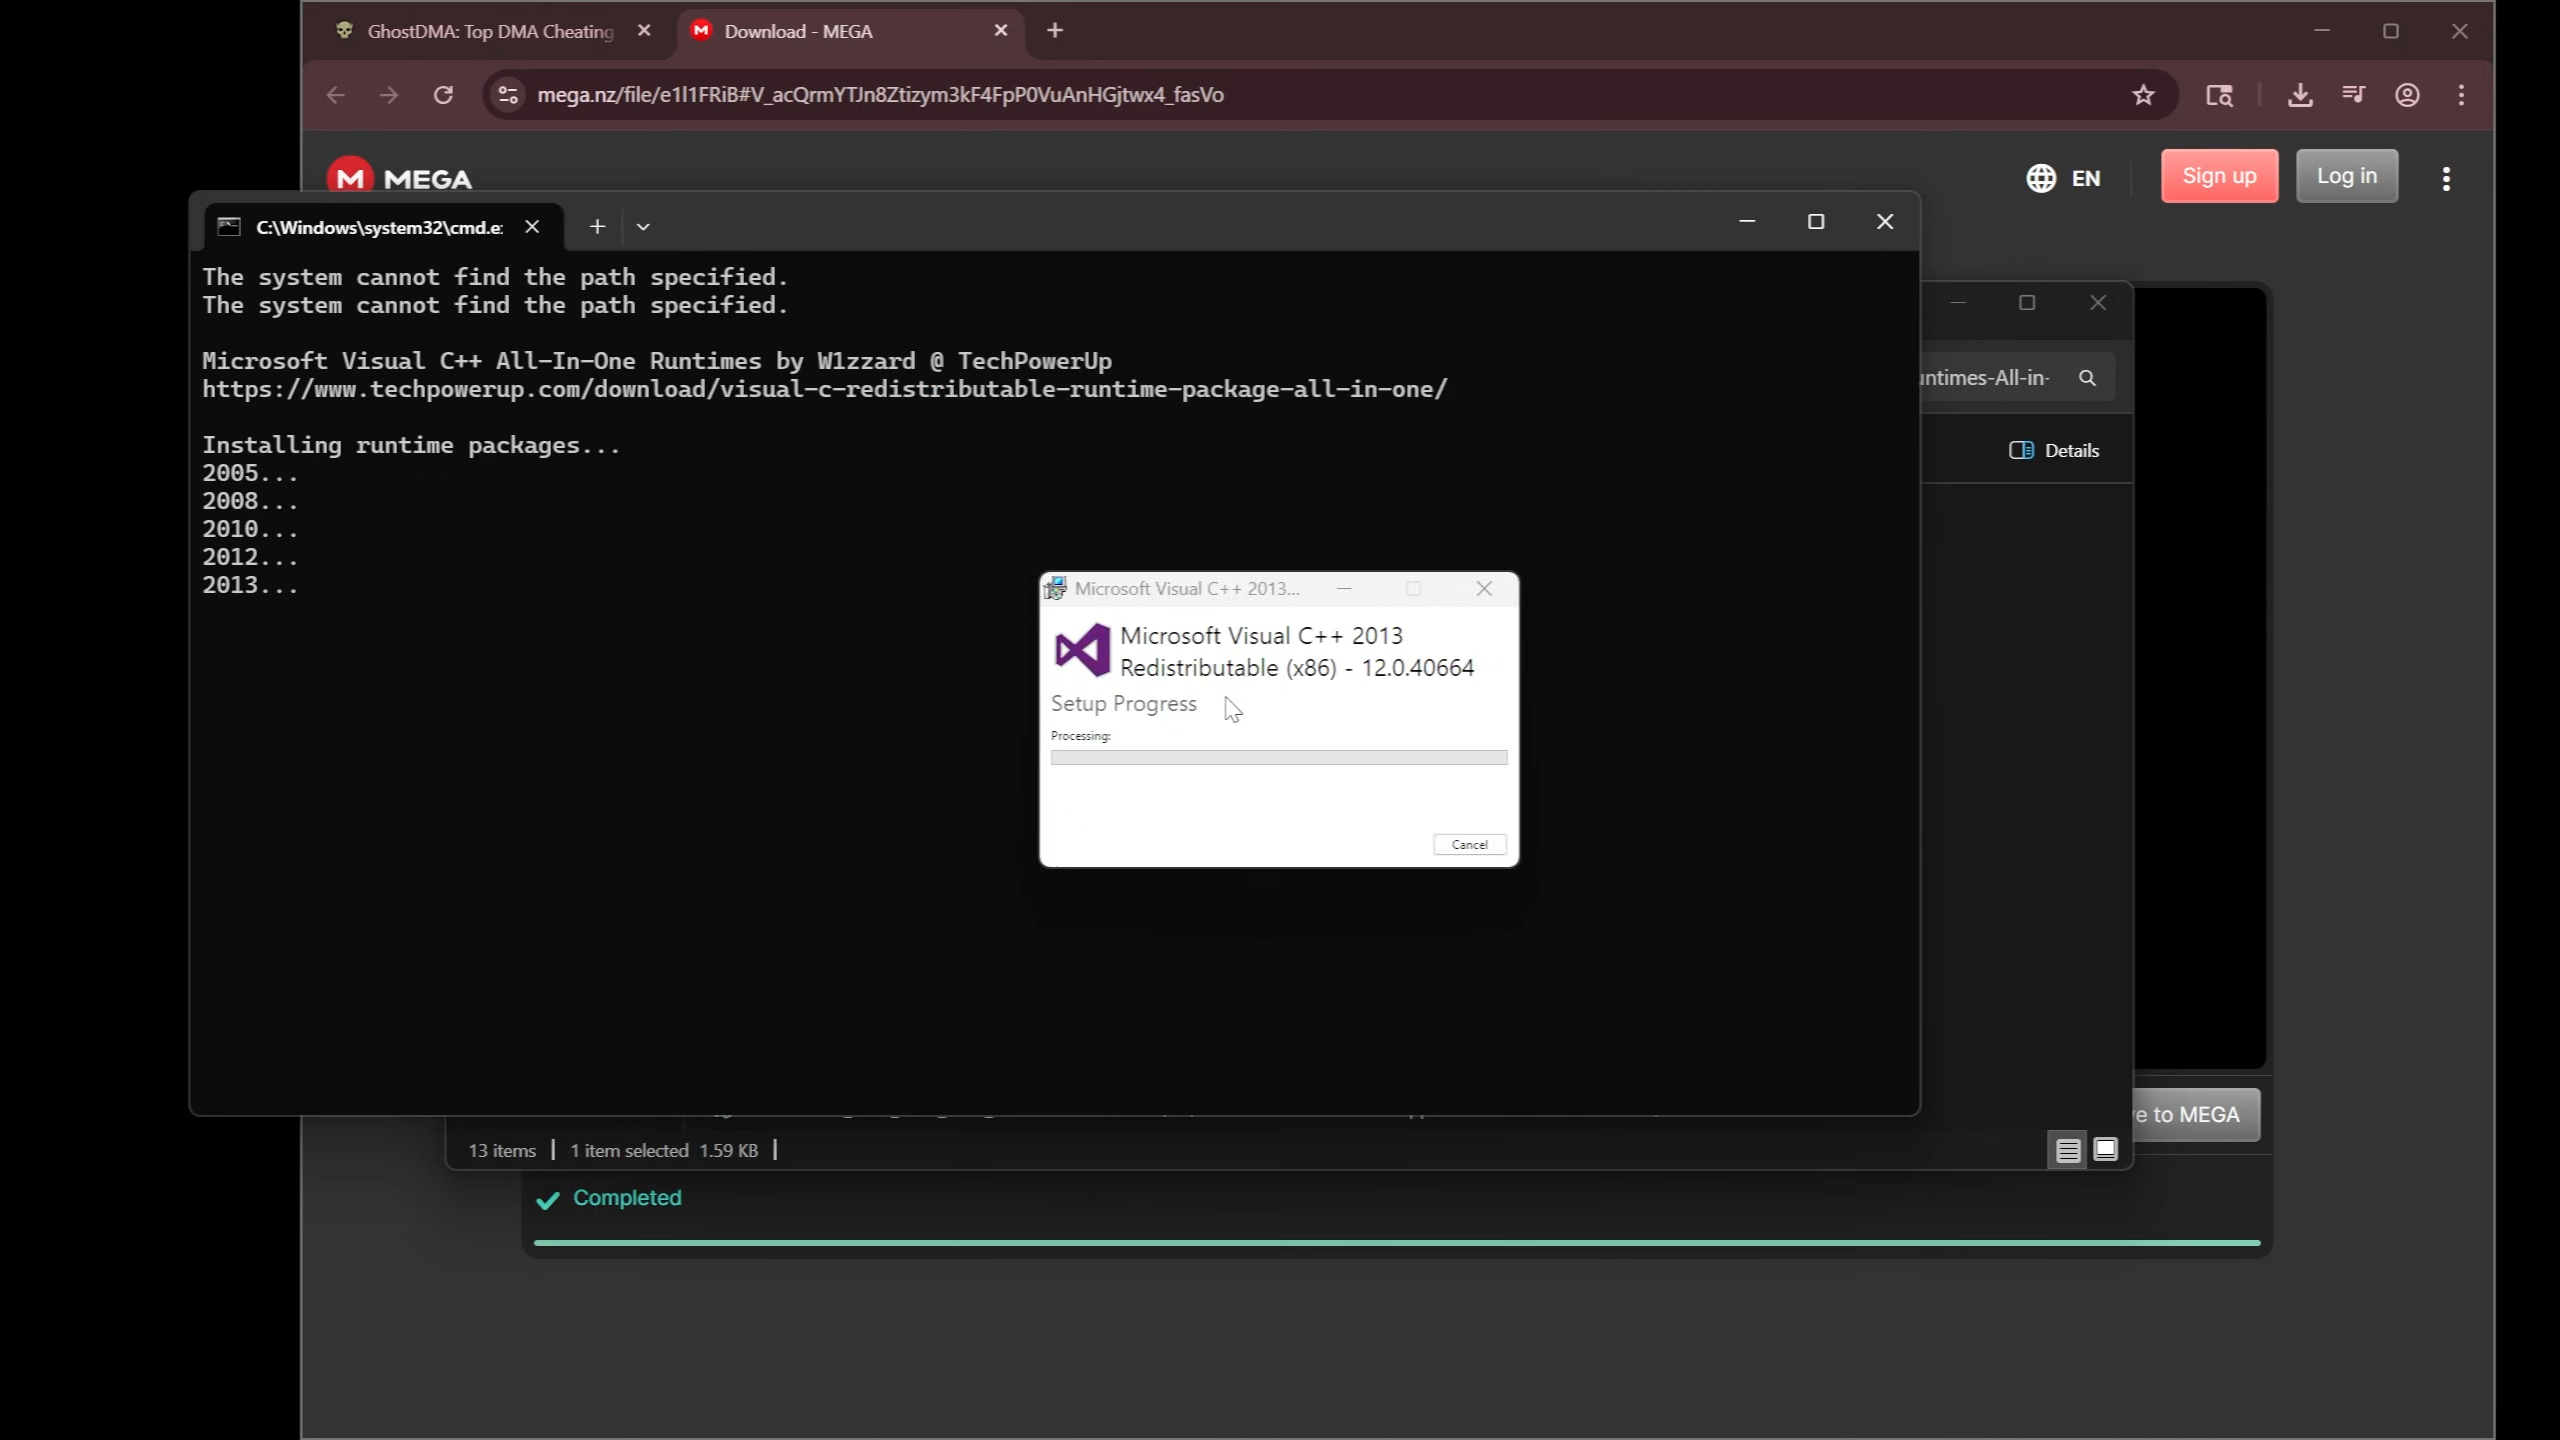 GhostDMA: Top DMA Cheating
Download - MEGA
mega.nz/file/e1l1FRiB#V_acQrmYTJn8Ztizym3kF4FpP0VuAnHGjtwx4_fasVo
MEGA
EN
Sign up
Log in
C:\Windows\system32\cmd.e:
The system cannot find the path specified.
The system cannot find the path specified.
Microsoft Visual C++ All-In-One Runtimes by W1zzard @ TechPowerUp
https://www.techpowerup.com/download/visual-c-redistributable-runtime-package-all-in-one/
Installing runtime packages...
2005...
2008...
2010...
2012...
2013...
untimes-All-in-
Details
Microsoft Visual C++ 2013...
Microsoft Visual C++ 2013
Redistributable (x86) - 12.0.40664
Setup Progress
Processing:
Cancel
e to MEGA
13 items
1 item selected 1.59 KB
Completed